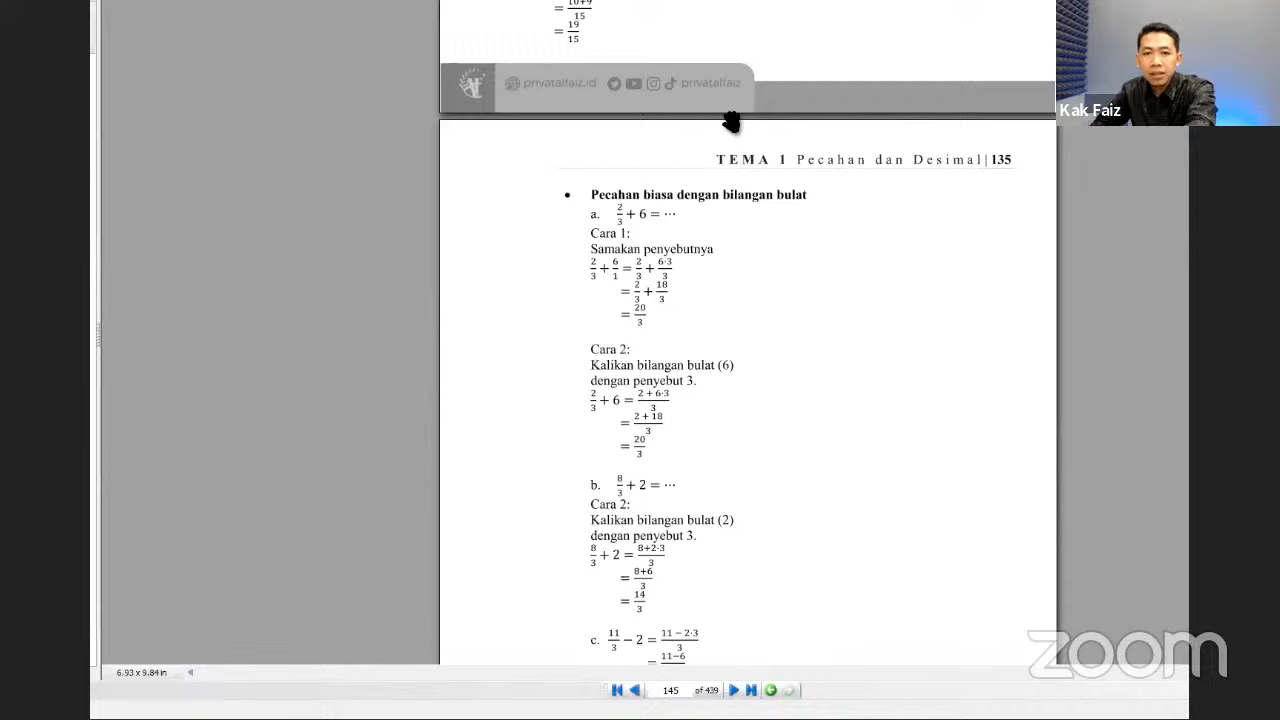 = 10+9/15
= 19/15
privatalfaiz.id privatalfaiz
Kak Faiz
TEMA 1 Pecahan dan Desimal|135
• Pecahan biasa dengan bilangan bulat
a. 2/3 + 6 = ⋯
Cara 1:
Samakan penyebutnya
2/3 + 6/1 = 2/3 + 6·3/3
= 2/3 + 18/3
= 20/3
Cara 2:
Kalikan bilangan bulat (6)
dengan penyebut 3.
2/3 + 6 = (2 + 6·3)/3
= (2 + 18)/3
= 20/3
b. 8/3 + 2 = ⋯
Cara 2:
Kalikan bilangan bulat (2)
dengan penyebut 3.
8/3 + 2 = (8+2·3)/3
= (8+6)/3
= 14/3
c. 11/3 − 2 = (11 − 2·3)/3
= 11−6
zoom
6.93 x 9.84 in
145 of 439